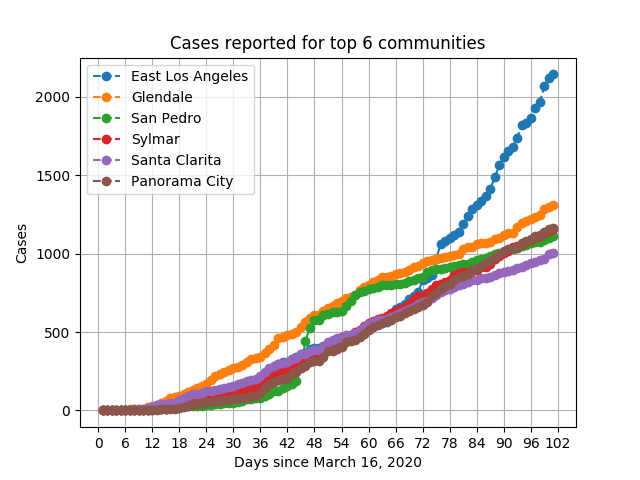 Cases reported for top 6 communities
East Los Angeles
Glendale
San Pedro
Sylmar
Santa Clarita
Panorama City
2000
1500
1000
500
0
Cases
0 6 12 18 24 30 36 42 48 54 60 66 72 78 84 90 96 102
Days since March 16, 2020